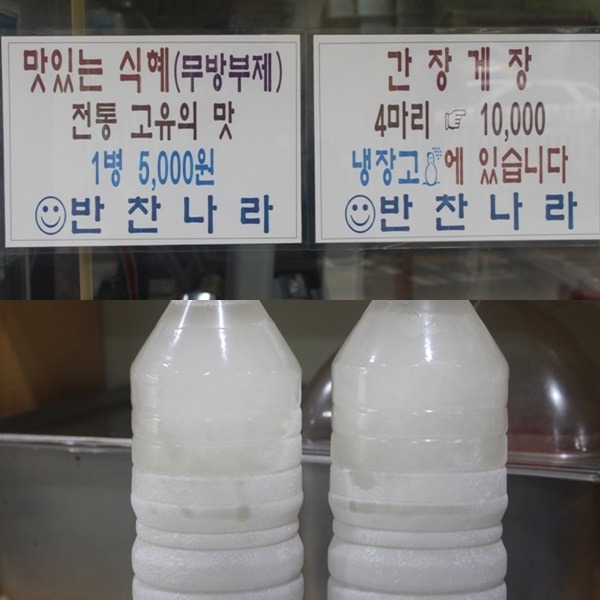 맛있는 식혜(무방부제)
전통 고유의 맛
1병 5,000원
반찬나라
간장게장
4마리 ☞ 10,000
냉장고에 있습니다
반찬나라